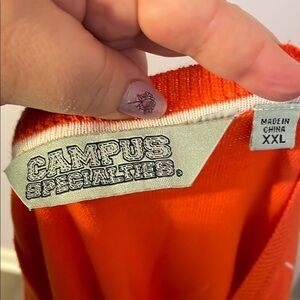 CAMPUS
SPECIALTIES®
MADE IN
CHINA
XXL